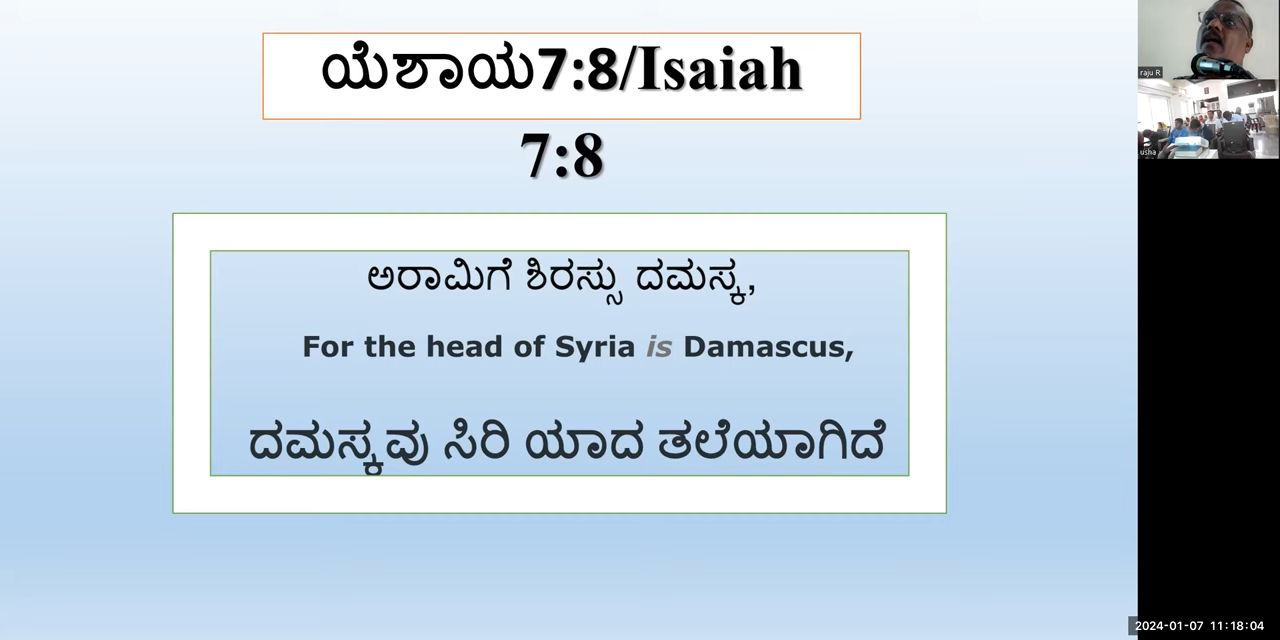 ಯೆಶಾಯ7:8/Isaiah
7:8
ಅರಾಮಿಗೆ ಶಿರಸ್ಸು ದಮಸ್ಕ,
For the head of Syria is Damascus,
ದಮಸ್ಕವು ಸಿರಿ ಯಾದ ತಲೆಯಾಗಿದೆ
raju R
usha
2024-01-07 11:18:04